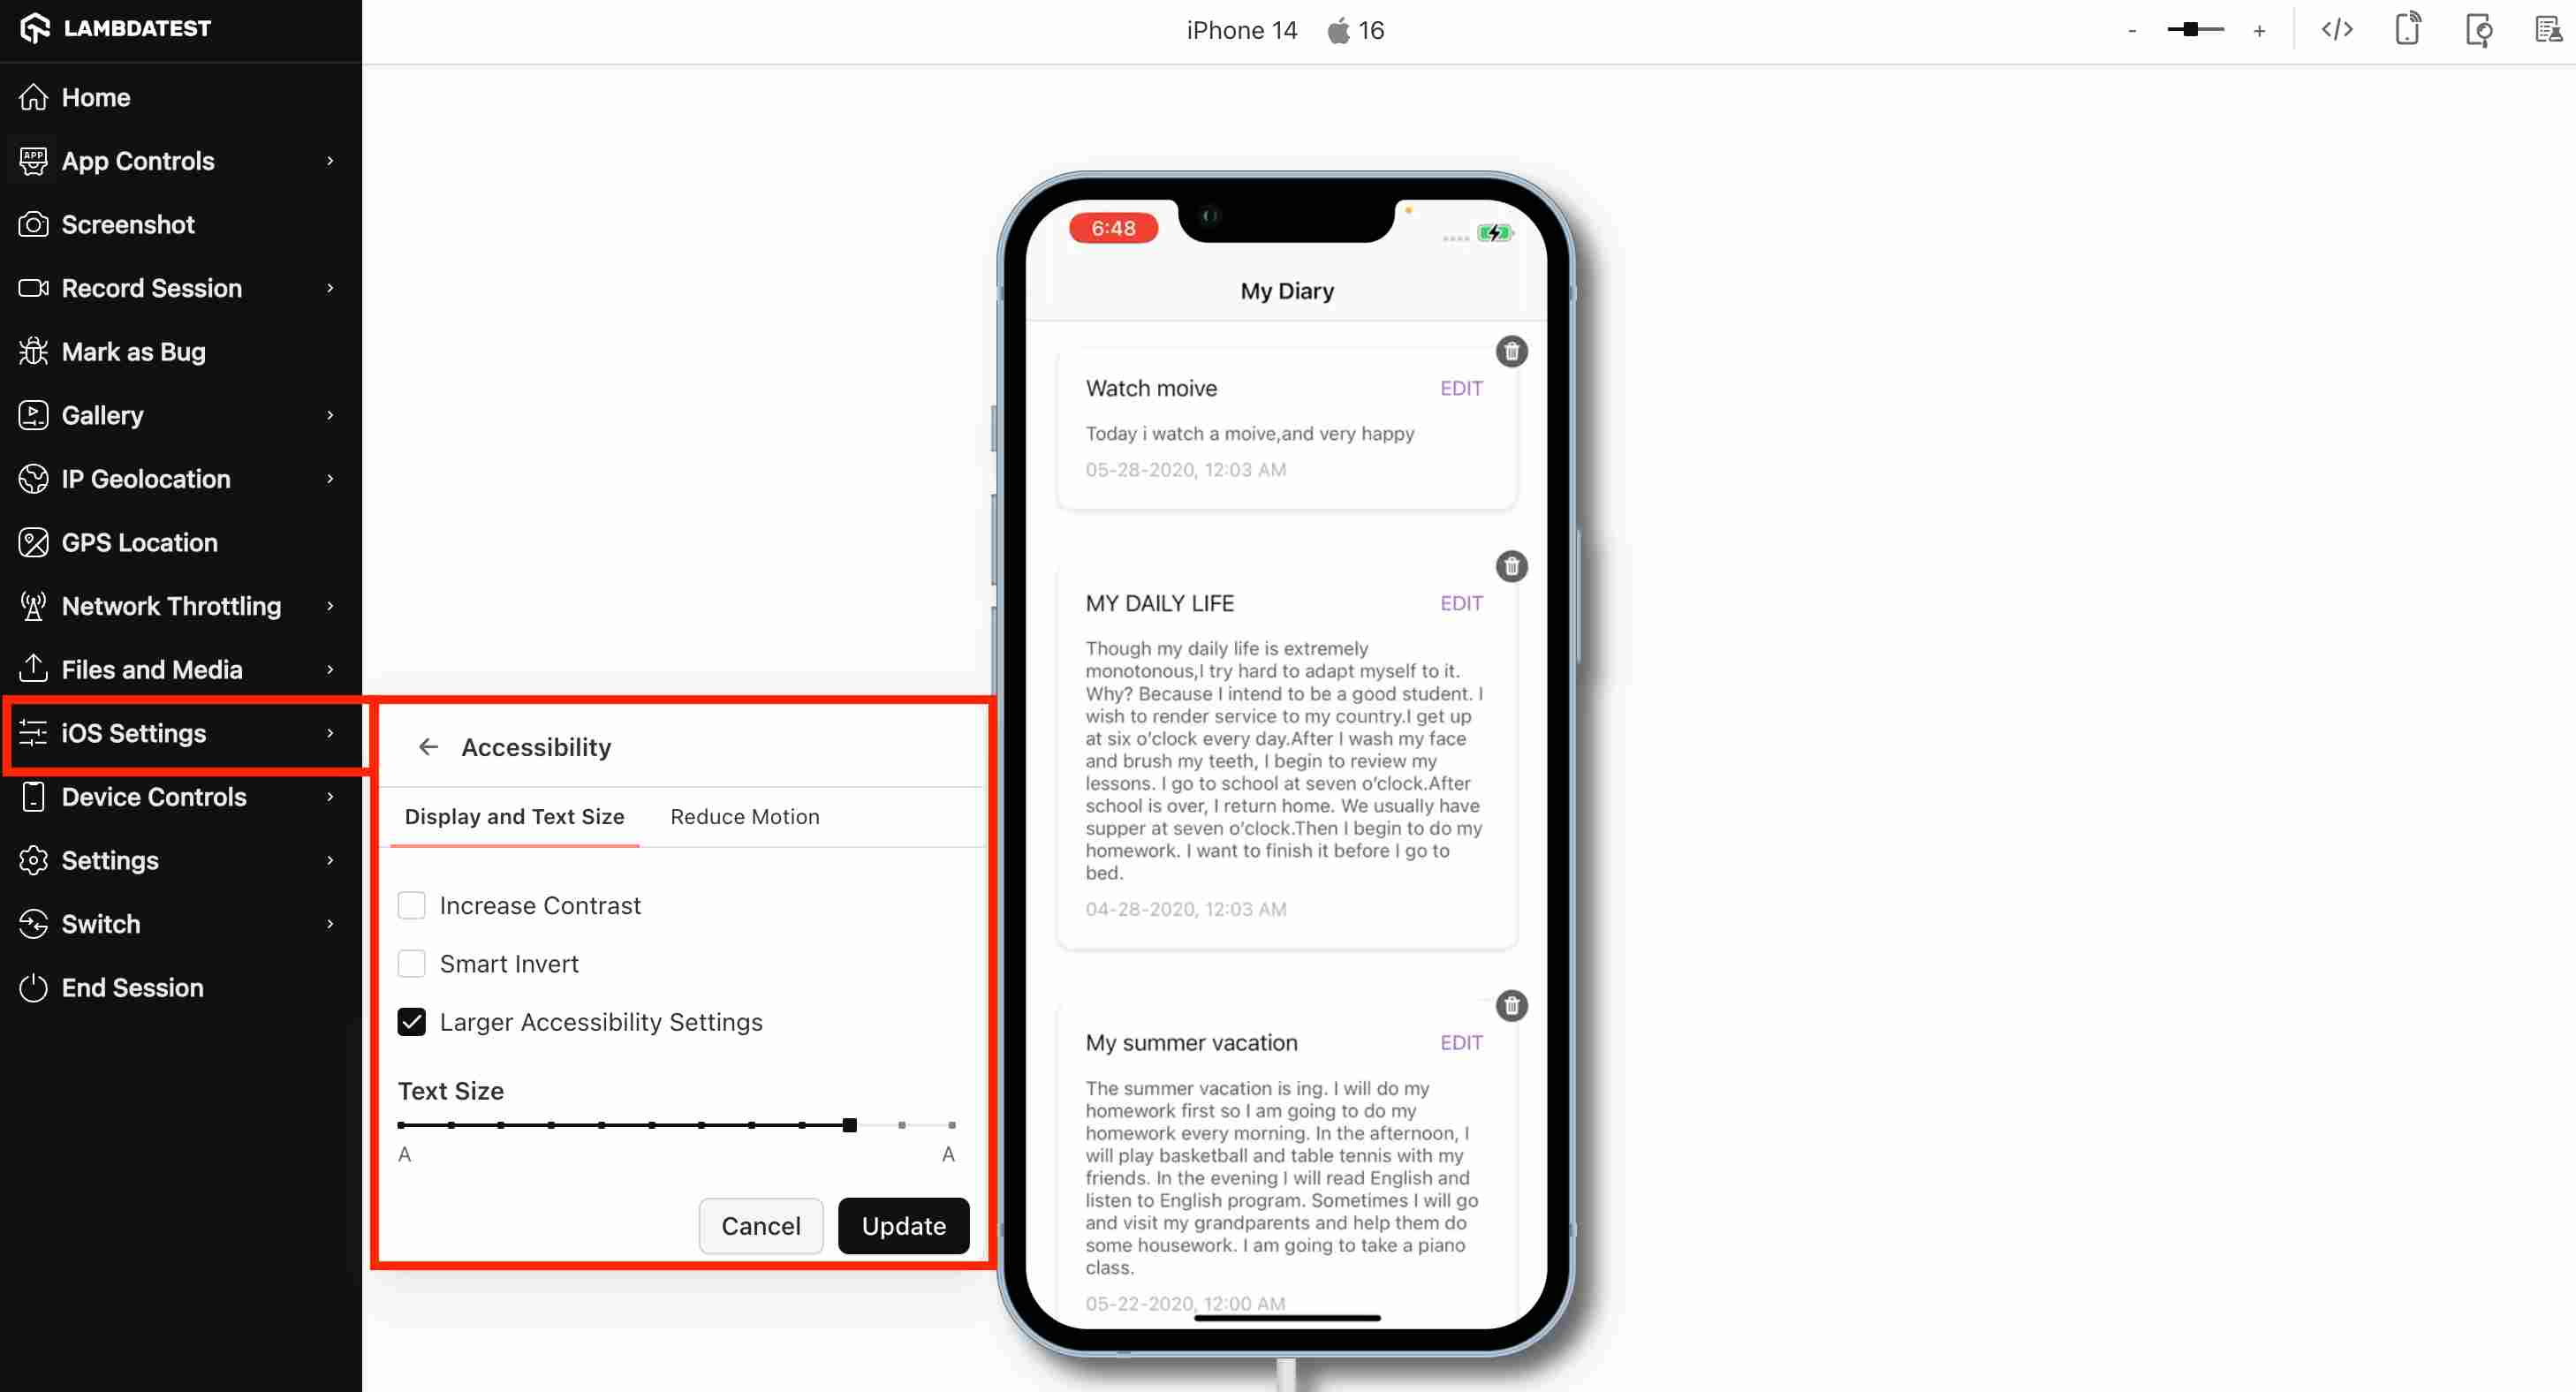 LAMBDATEST
iPhone 14 16
- +
Home
APP App Controls
Screenshot
Record Session
Mark as Bug
Gallery
IP Geolocation
GPS Location
Network Throttling
Files and Media
iOS Settings
Device Controls
Settings
Switch
End Session
Accessibility
Display and Text Size Reduce Motion
Increase Contrast
Smart Invert
Larger Accessibility Settings
Text Size
A A
Cancel Update
6:48
My Diary
Watch moive EDIT
Today i watch a moive,and very happy
05-28-2020, 12:03 AM
MY DAILY LIFE EDIT
Though my daily life is extremely
monotonous,I try hard to adapt myself to it.
Why? Because I intend to be a good student. I
wish to render service to my country.I get up
at six o’clock every day.After I wash my face
and brush my teeth, I begin to review my
lessons. I go to school at seven o’clock.After
school is over, I return home. We usually have
supper at seven o’clock.Then I begin to do my
homework. I want to finish it before I go to
bed.
04-28-2020, 12:03 AM
My summer vacation EDIT
The summer vacation is ing. I will do my
homework first so I am going to do my
homework every morning. In the afternoon, I
will play basketball and table tennis with my
friends. In the evening I will read English and
listen to English program. Sometimes I will go
and visit my grandparents and help them do
some housework. I am going to take a piano
class.
05-22-2020, 12:00 AM